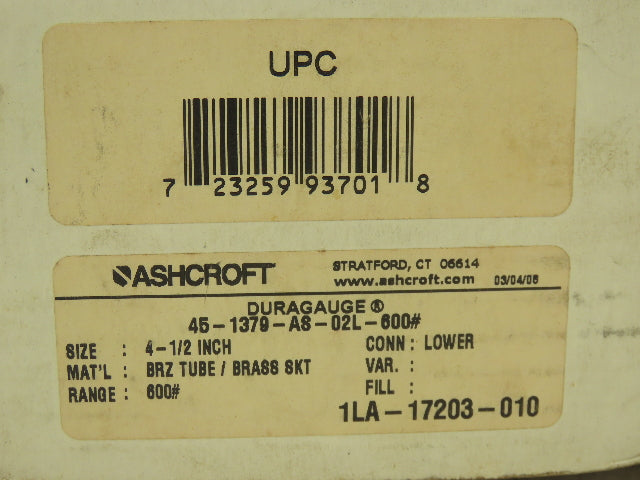 UPC
7 23259 93701 8
ASHCROFT
STRATFORD, CT 06614
www.ashcroft.com 03/04/08
DURAGAUGE®
45-1379-AS-02L-600#
SIZE : 4-1/2 INCH CONN : LOWER
MAT'L : BRZ TUBE / BRASS SKT VAR. :
RANGE : 600# FILL :
1LA-17203-010